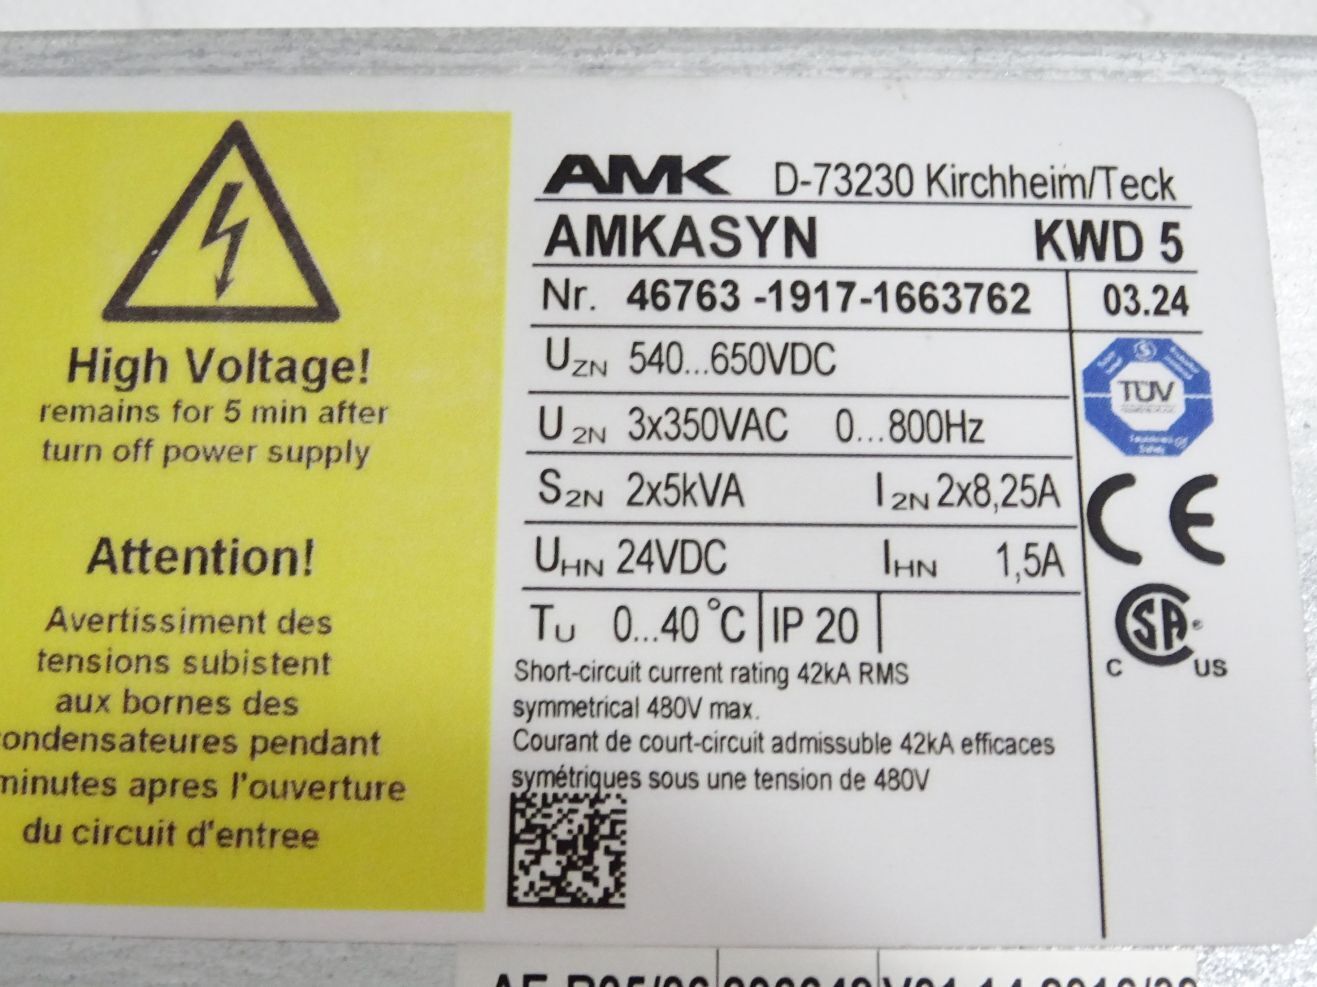 High Voltage!
remains for 5 min after
turn off power supply
Attention!
Avertissiment des
tensions subistent
aux bornes des
ondensateures pendant
minutes apres l'ouverture
du circuit d'entree
AMK D-73230 Kirchheim/Teck
AMKASYN KWD 5
Nr. 46763 -1917-1663762 03.24
UZN 540...650VDC
U2N 3x350VAC 0...800Hz
S2N 2x5kVA I2N 2x8,25A
UHN 24VDC IHN 1,5A
TU 0...40 °C IP 20
TÜV
CE
C SA ® US
Short-circuit current rating 42kA RMS
symmetrical 480V max.
Courant de court-circuit admissuble 42kA efficaces
symétriques sous une tension de 480V